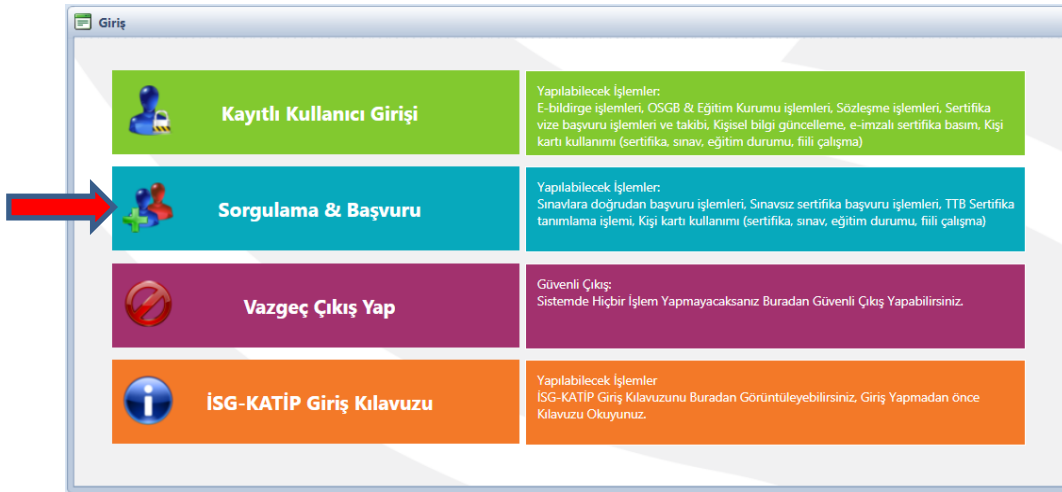 Giriş
Kayıtlı Kullanıcı Girişi
Yapılabilecek İşlemler:
E-bildirge işlemleri, OSGB & Eğitim Kurumu işlemleri, Sözleşme işlemleri, Sertifika
vize başvuru işlemleri ve takibi, Kişisel bilgi güncelleme, e-imzalı sertifika basım, Kişi
kartı kullanımı (sertifika, sınav, eğitim durumu, fiili çalışma)
Sorgulama & Başvuru
Yapılabilecek İşlemler:
Sınavlara doğrudan başvuru işlemleri, Sınavsız sertifika başvuru işlemleri, TTB Sertifika
tanımlama işlemi, Kişi kartı kullanımı (sertifika, sınav, eğitim durumu, fiili çalışma)
Vazgeç Çıkış Yap
Güvenli Çıkış:
Sistemde Hiçbir İşlem Yapmayacaksanız Buradan Güvenli Çıkış Yapabilirsiniz.
İSG-KATİP Giriş Kılavuzu
Yapılabilecek İşlemler
İSG-KATİP Giriş Kılavuzunu Buradan Görüntüleyebilirsiniz, Giriş Yapmadan önce
Kılavuzu Okuyunuz.